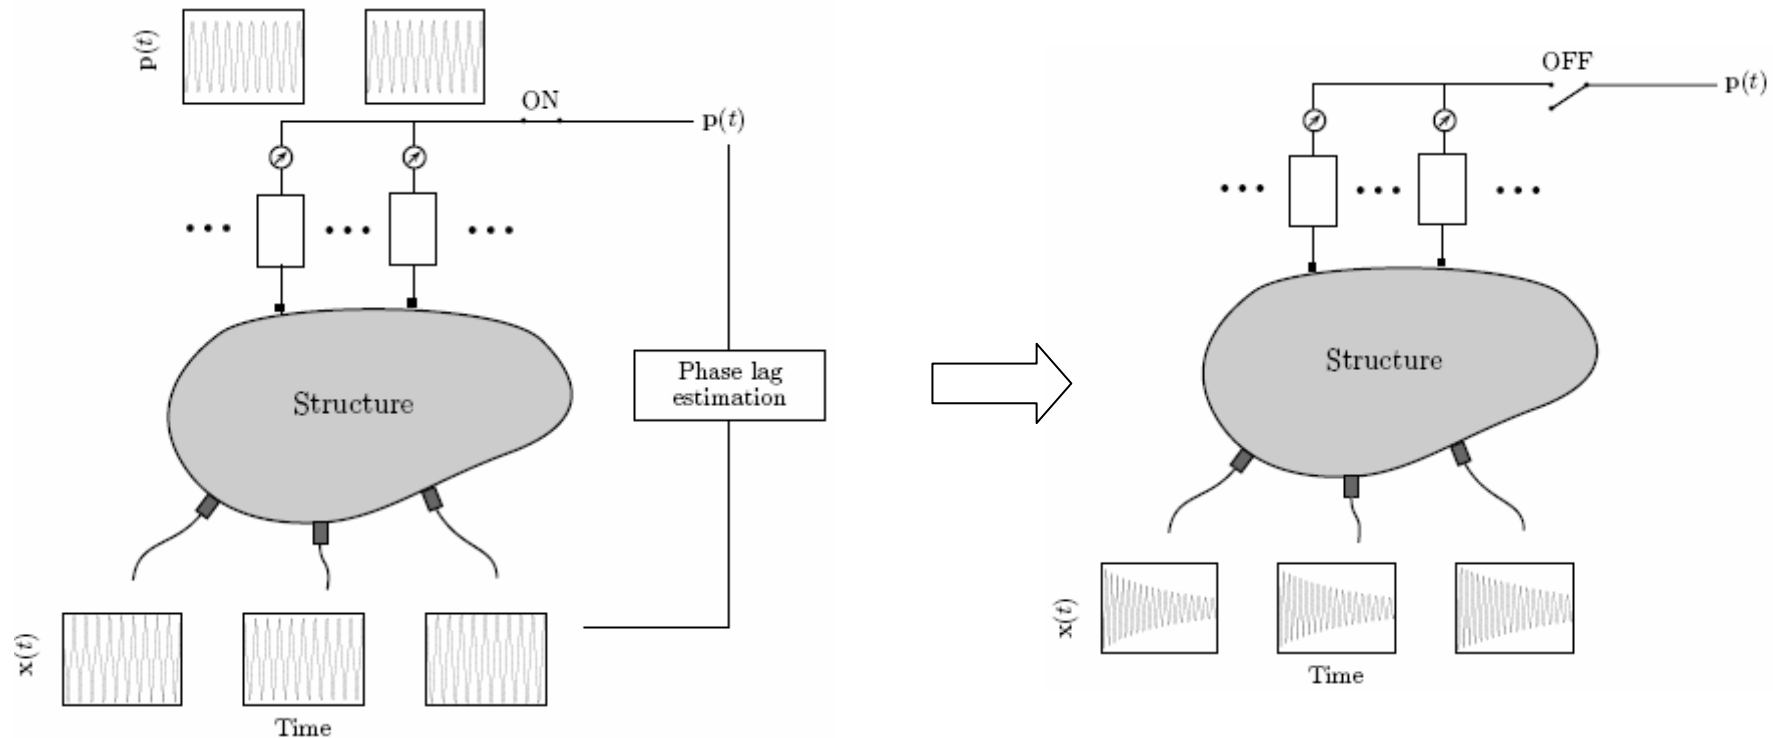 p(t)
ON
p(t)
Phase lag
estimation
Structure
x(t)
Time
OFF
p(t)
Structure
x(t)
Time